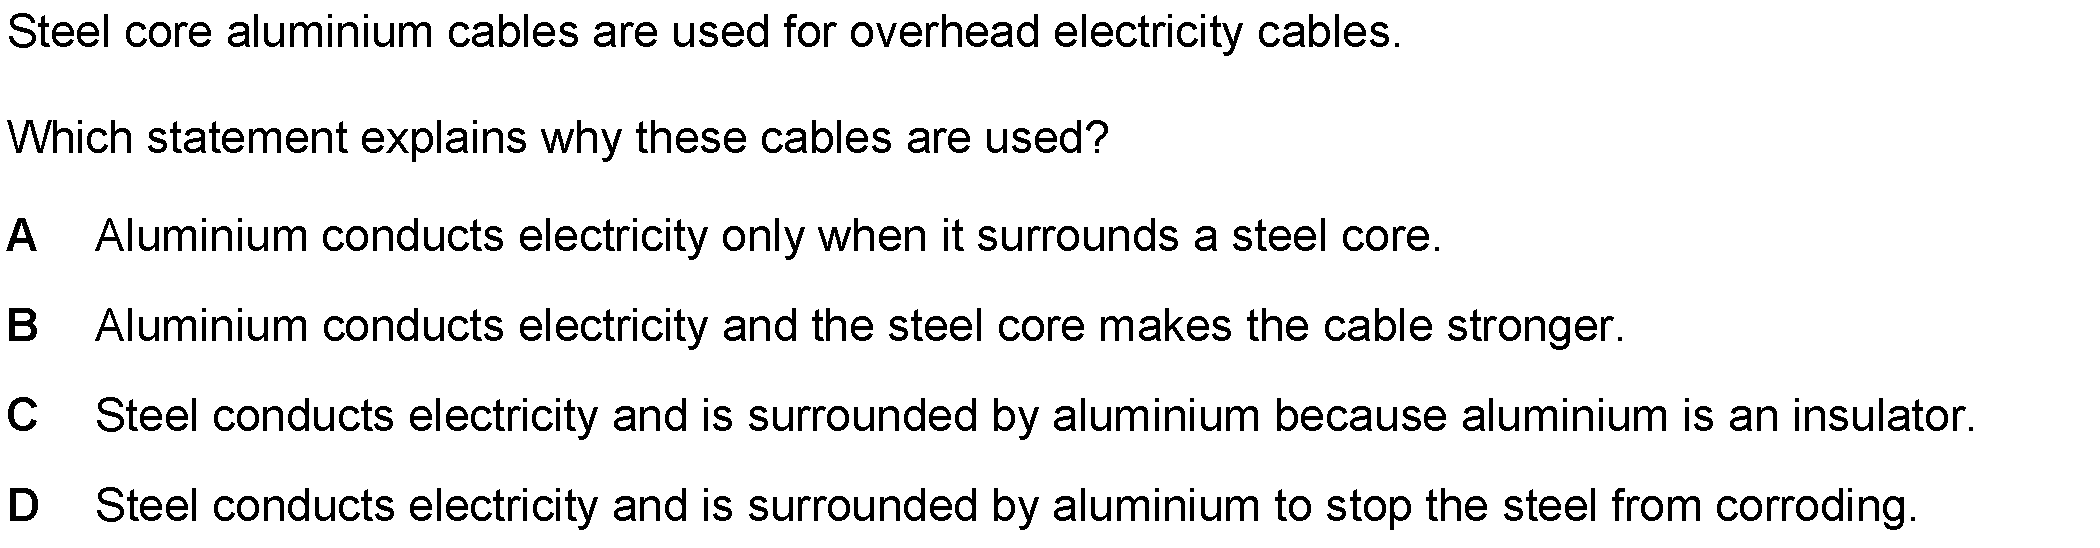 Steel core aluminium cables are used for overhead electricity cables.
Which statement explains why these cables are used?
A Aluminium conducts electricity only when it surrounds a steel core.
B Aluminium conducts electricity and the steel core makes the cable stronger.
C Steel conducts electricity and is surrounded by aluminium because aluminium is an insulator.
D Steel conducts electricity and is surrounded by aluminium to stop the steel from corroding.